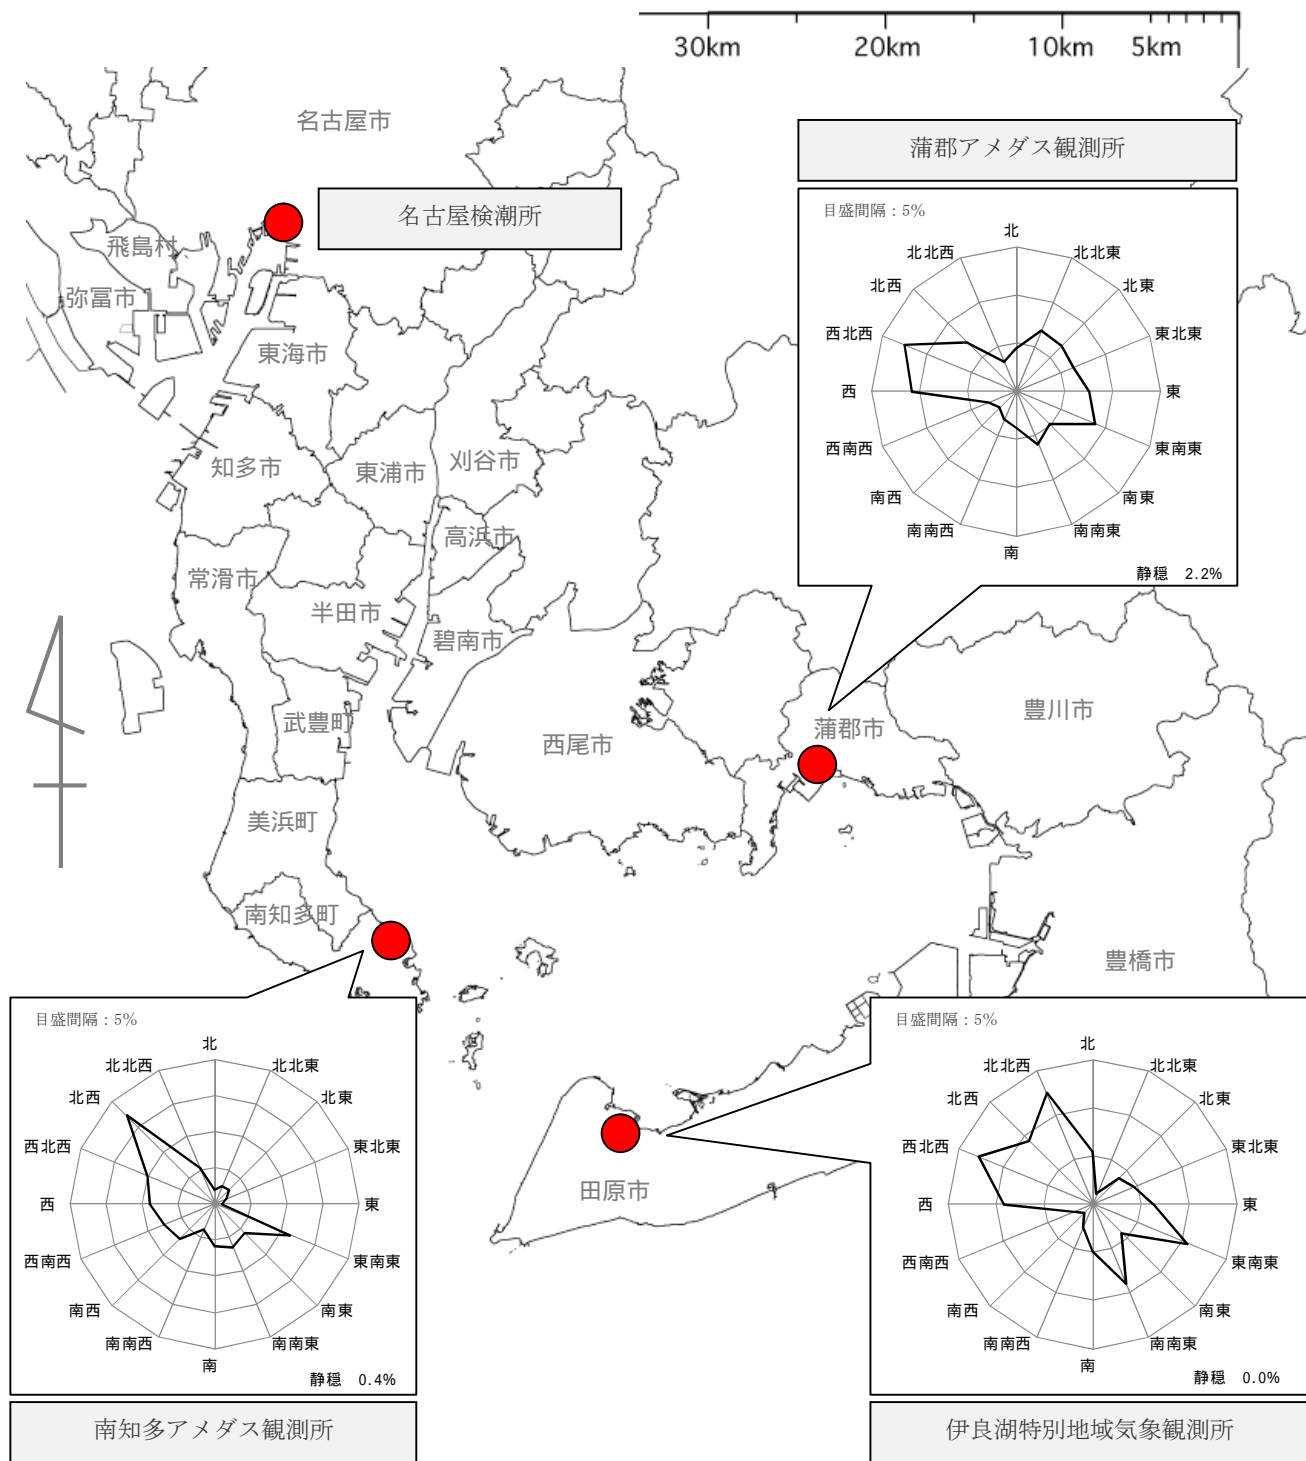 30km 20km 10km 5km
名古屋市
蒲郡アメダス観測所
名古屋検潮所
目盛間隔：5%
北
北北東
北東
東北東
東
東南東
南東
南南東
南
南南西
南西
西南西
西
西北西
北西
北北西
静穏 2.2%
飛島村
弥冨市
東海市
知多市
東浦市
刈谷市
高浜市
常滑市
半田市
碧南市
武豊町
西尾市
蒲郡市
豊川市
美浜町
南知多町
豊橋市
田原市
目盛間隔：5%
北
北北東
北東
東北東
東
東南東
南東
南南東
南
南南西
南西
西南西
西
西北西
北西
北北西
静穏 0.4%
南知多アメダス観測所
目盛間隔：5%
北
北北東
北東
東北東
東
東南東
南東
南南東
南
南南西
南西
西南西
西
西北西
北西
北北西
静穏 0.0%
伊良湖特別地域気象観測所